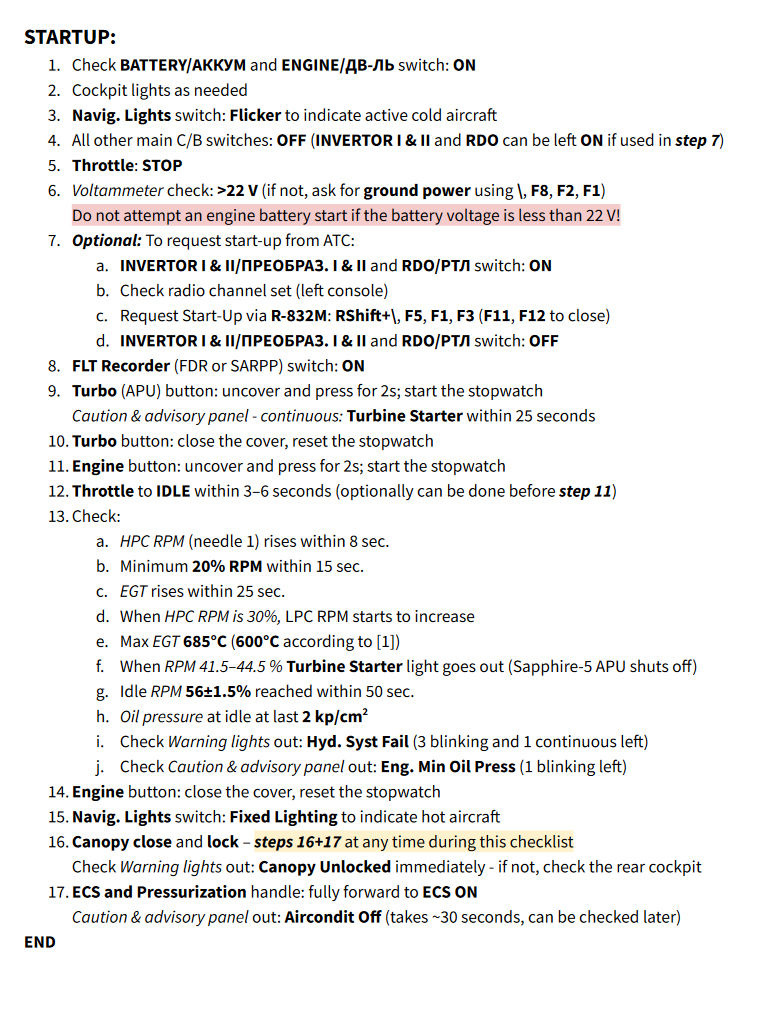 STARTUP:
1. Check BATTERY/АККУМ and ENGINE/ДВ-ЛЬ switch: ON
2. Cockpit lights as needed
3. Navig. Lights switch: Flicker to indicate active cold aircraft
4. All other main C/B switches: OFF (INVERTOR I & II and RDO can be left ON if used in step 7)
5. Throttle: STOP
6. Voltammeter check: >22 V (if not, ask for ground power using \, F8, F2, F1)
Do not attempt an engine battery start if the battery voltage is less than 22 V!
7. Optional: To request start-up from ATC:
a. INVERTOR I & II/ПРЕОБРАЗ. I & II and RDO/РТЛ switch: ON
b. Check radio channel set (left console)
c. Request Start-Up via R-832M: RShift+\, F5, F1, F3 (F11, F12 to close)
d. INVERTOR I & II/ПРЕОБРАЗ. I & II and RDO/РТЛ switch: OFF
8. FLT Recorder (FDR or SARPP) switch: ON
9. Turbo (APU) button: uncover and press for 2s; start the stopwatch
Caution & advisory panel - continuous: Turbine Starter within 25 seconds
10. Turbo button: close the cover, reset the stopwatch
11. Engine button: uncover and press for 2s; start the stopwatch
12. Throttle to IDLE within 3–6 seconds (optionally can be done before step 11)
13. Check:
a. HPC RPM (needle 1) rises within 8 sec.
b. Minimum 20% RPM within 15 sec.
c. EGT rises within 25 sec.
d. When HPC RPM is 30%, LPC RPM starts to increase
e. Max EGT 685°C (600°C according to [1])
f. When RPM 41.5–44.5 % Turbine Starter light goes out (Sapphire-5 APU shuts off)
g. Idle RPM 56±1.5% reached within 50 sec.
h. Oil pressure at idle at last 2 kp/cm²
i. Check Warning lights out: Hyd. Syst Fail (3 blinking and 1 continuous left)
j. Check Caution & advisory panel out: Eng. Min Oil Press (1 blinking left)
14. Engine button: close the cover, reset the stopwatch
15. Navig. Lights switch: Fixed Lighting to indicate hot aircraft
16. Canopy close and lock – steps 16+17 at any time during this checklist
Check Warning lights out: Canopy Unlocked immediately - if not, check the rear cockpit
17. ECS and Pressurization handle: fully forward to ECS ON
Caution & advisory panel out: Aircondit Off (takes ~30 seconds, can be checked later)
END